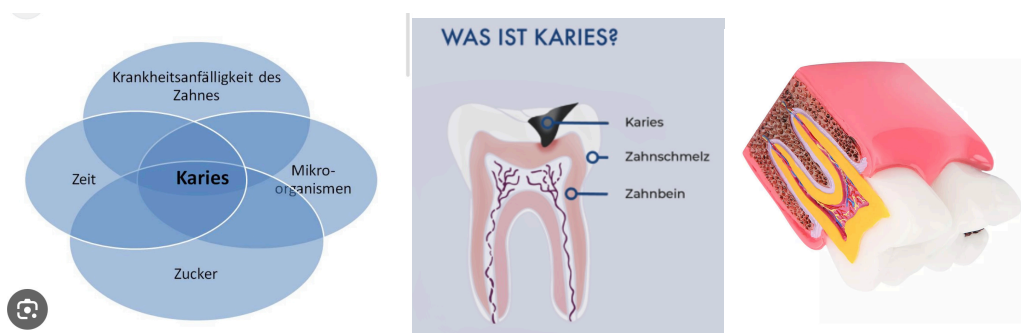 Krankheitsanfälligkeit des
Zahnes
Zeit
Karies
Mikro-
organismen
Zucker
WAS IST KARIES?
Karies
Zahnschmelz
Zahnbein